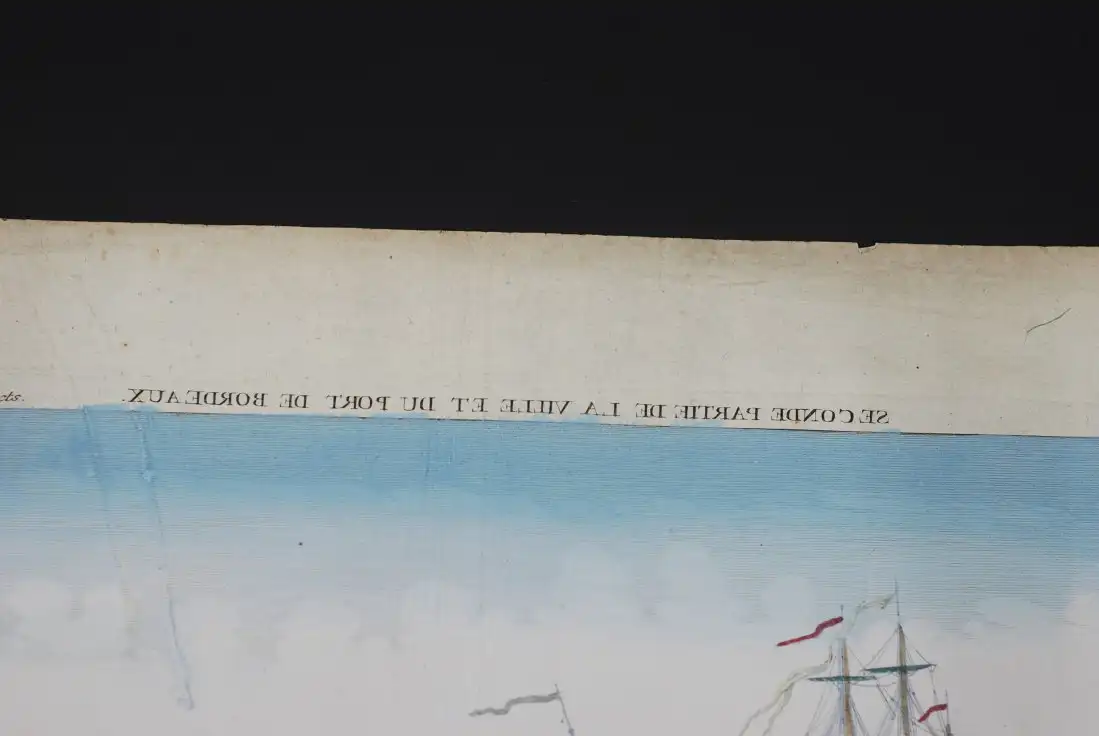 SECONDE PARTIE DE LA VILLE ET DU PORT DE BORDEAUX.